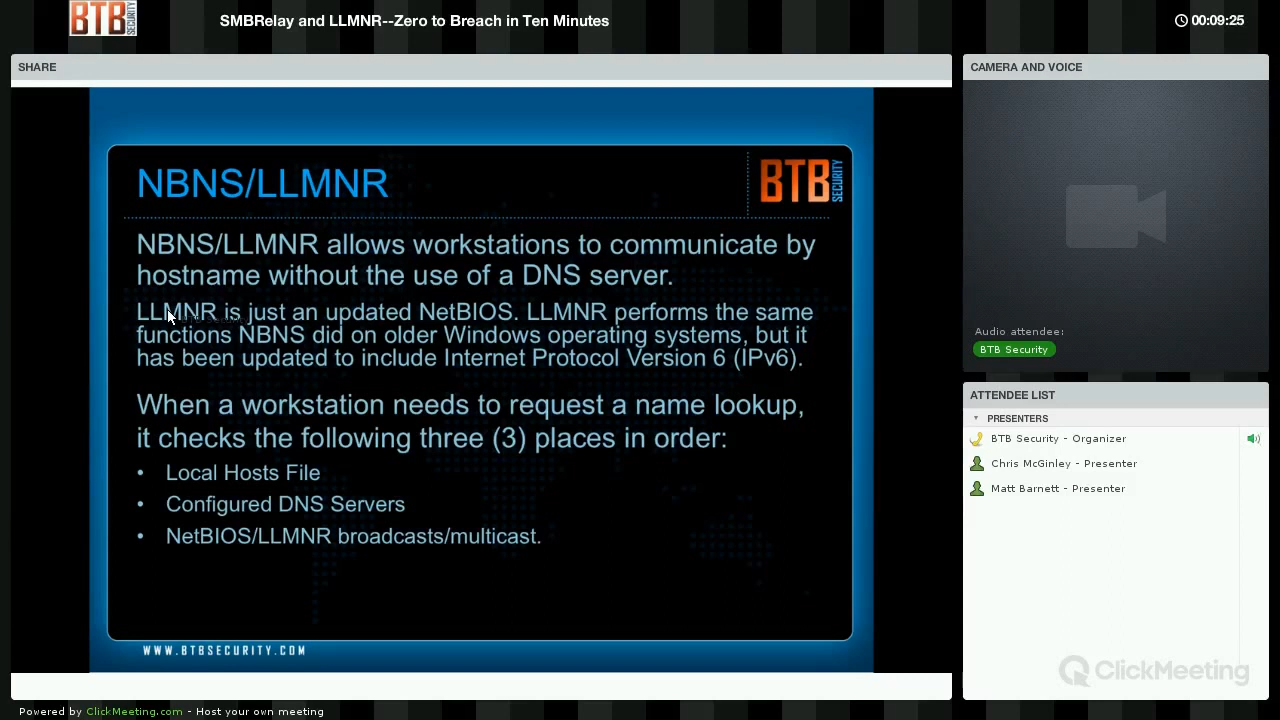 BTB SECURITY
SMBRelay and LLMNR--Zero to Breach in Ten Minutes
00:09:25
SHARE
NBNS/LLMNR
BTB SECURITY
NBNS/LLMNR allows workstations to communicate by
hostname without the use of a DNS server.
LLMNR is just an updated NetBIOS. LLMNR performs the same
functions NBNS did on older Windows operating systems, but it
has been updated to include Internet Protocol Version 6 (IPv6).
When a workstation needs to request a name lookup,
it checks the following three (3) places in order:
• Local Hosts File
• Configured DNS Servers
• NetBIOS/LLMNR broadcasts/multicast.
WWW.BTBSECURITY.COM
CAMERA AND VOICE
Audio attendee:
BTB Security
ATTENDEE LIST
PRESENTERS
BTB Security - Organizer
Chris McGinley - Presenter
Matt Barnett - Presenter
ClickMeeting
Powered by ClickMeeting.com - Host your own meeting